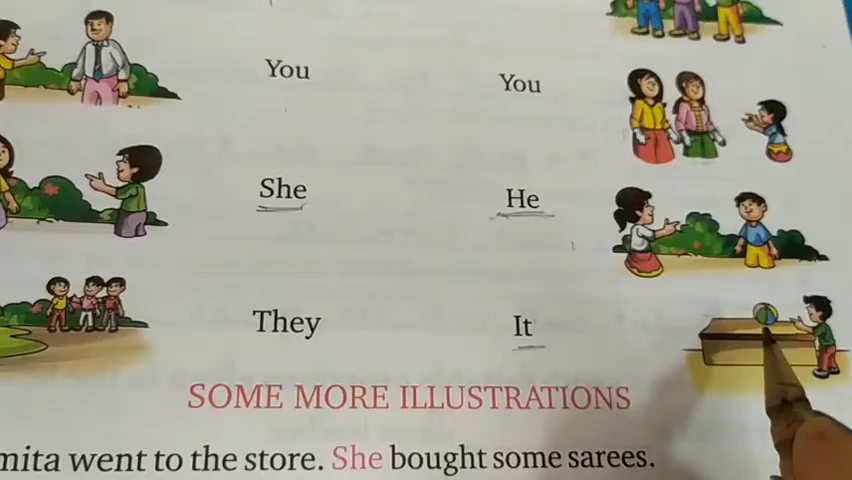 You You
She He
They It
SOME MORE ILLUSTRATIONS
went to the store. She bought some sarees.